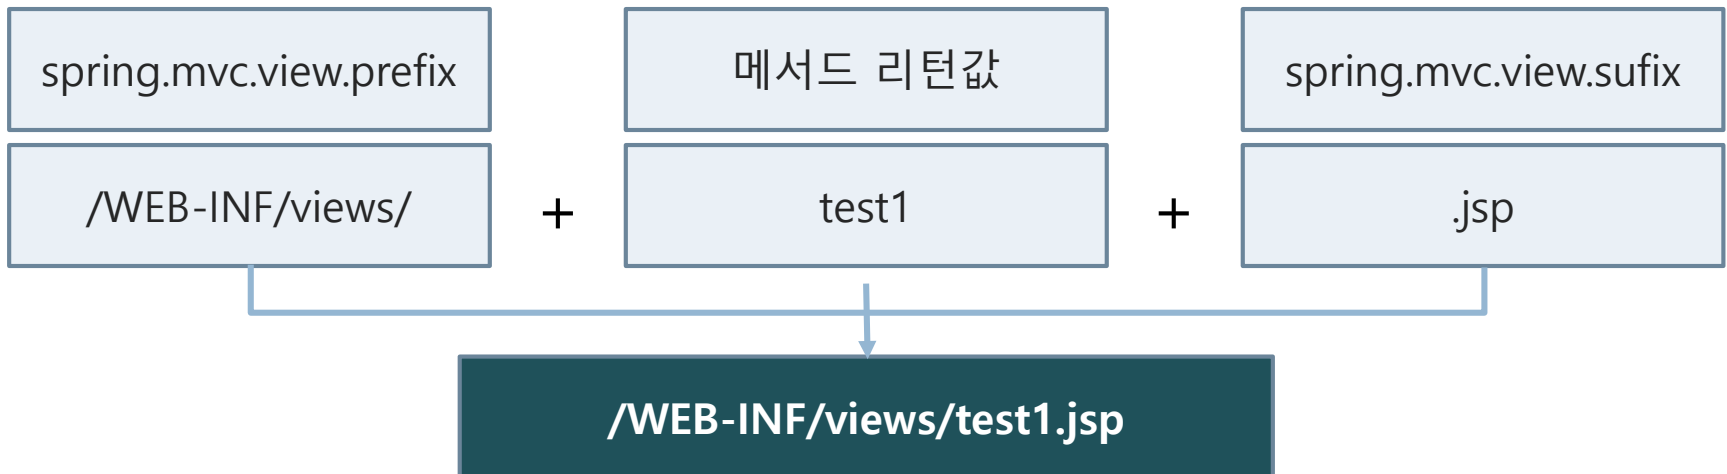 spring.mvc.view.prefix
메서드 리턴값
spring.mvc.view.sufix
/WEB-INF/views/
+
test1
+
.jsp
/WEB-INF/views/test1.jsp